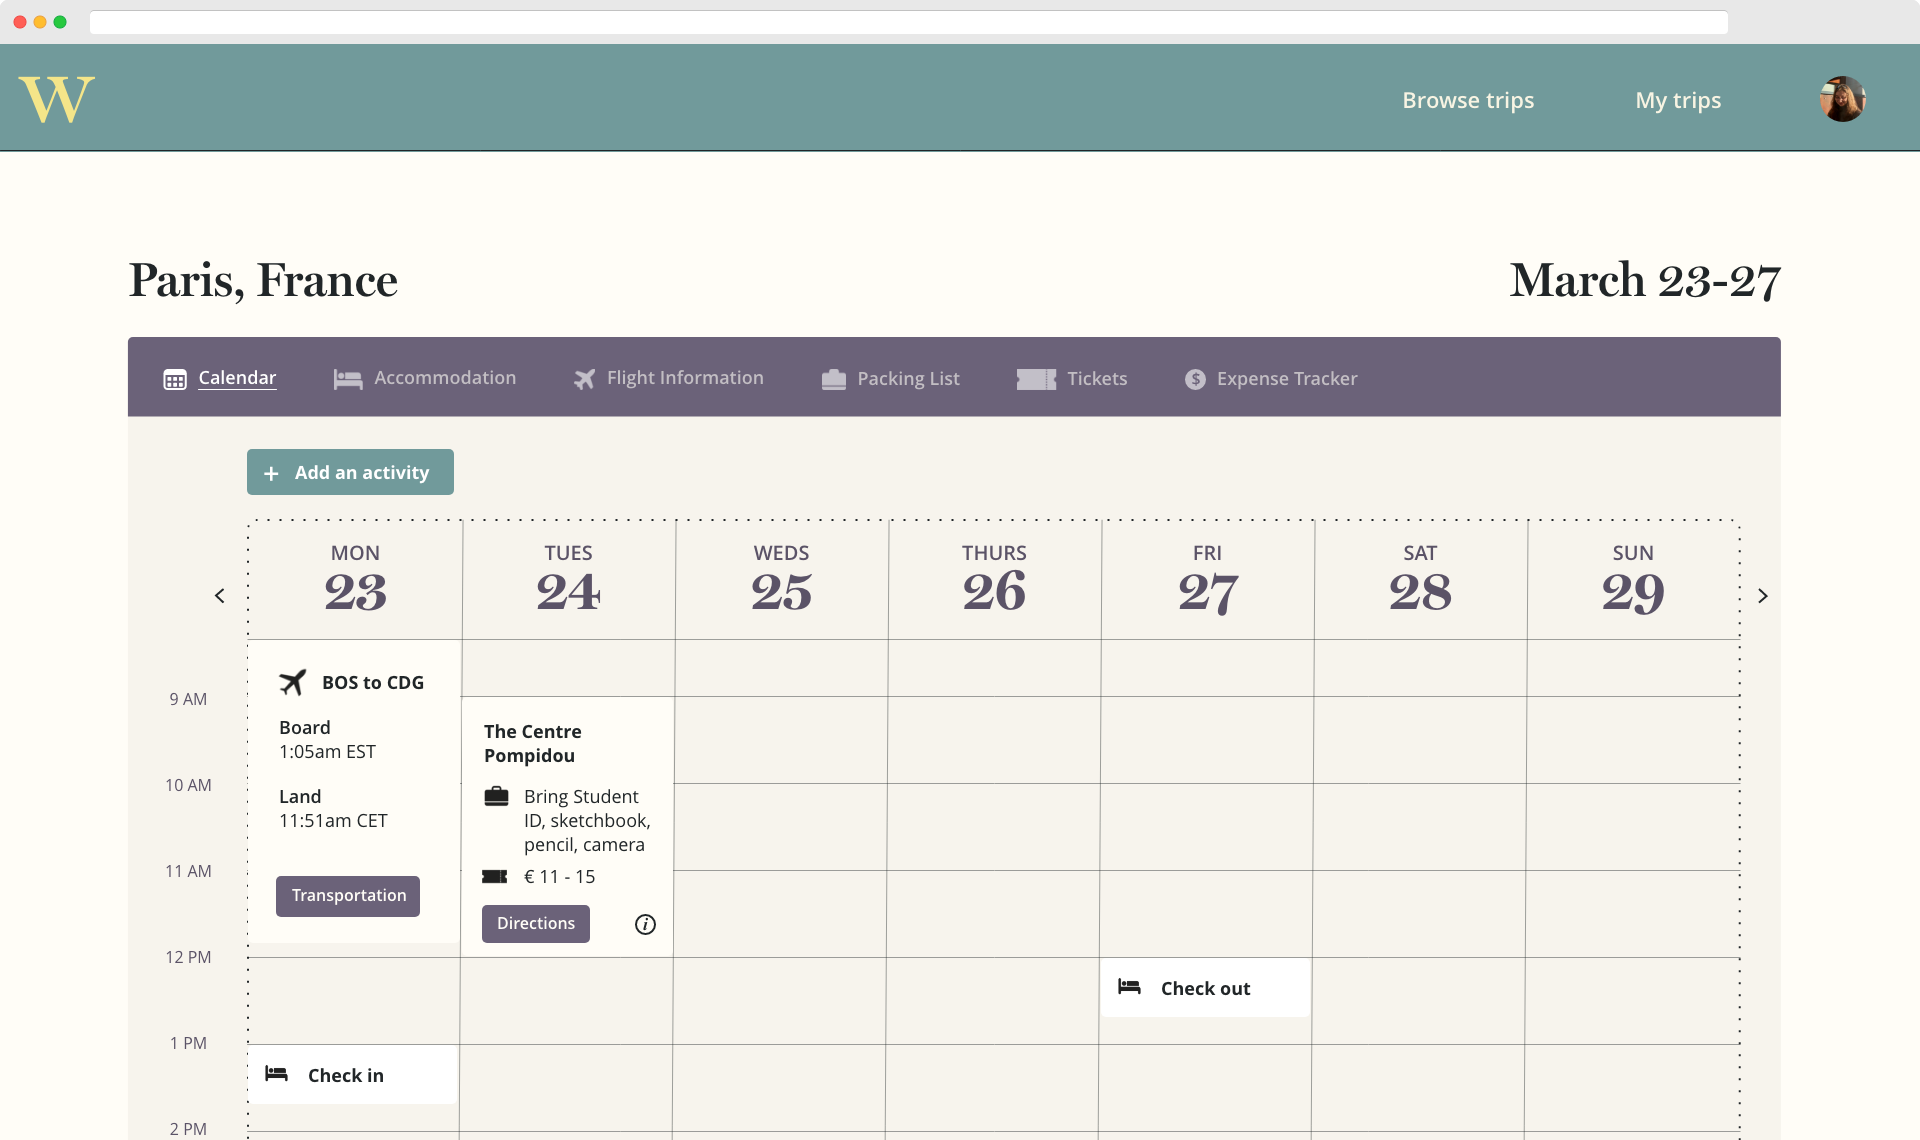 W
Browse trips
My trips
Paris, France
March 23-27
Calendar
Accommodation
Flight Information
Packing List
Tickets
$
Expense Tracker
+ Add an activity
MON
23
TUES
24
WEDS
25
THURS
26
FRI
27
SAT
28
SUN
29
9 AM
10 AM
11 AM
12 PM
1 PM
2 PM
BOS to CDG
Board
1:05am EST
Land
11:51am CET
Transportation
The Centre
Pompidou
Bring Student
ID, sketchbook,
pencil, camera
€ 11 - 15
Directions
i
Check out
Check in